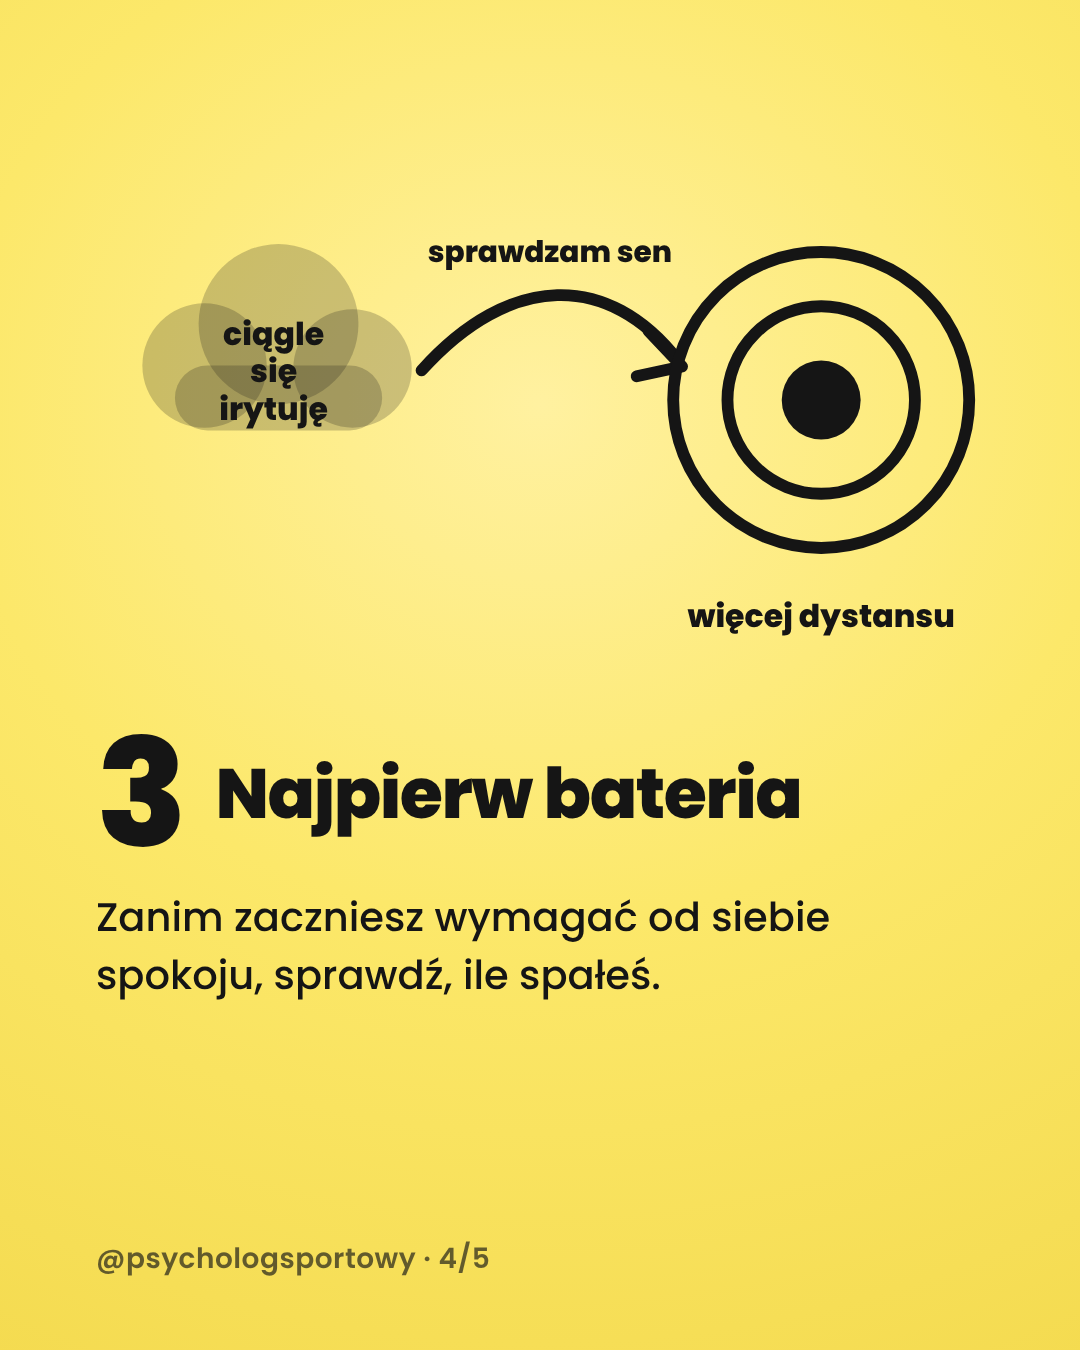 sprawdzam sen
ciągle
się
irytuję
więcej dystansu
3 Najpierw bateria
Zanim zaczniesz wymagać od siebie
spokoju, sprawdź, ile spałeś.
@psychologsportowy · 4/5